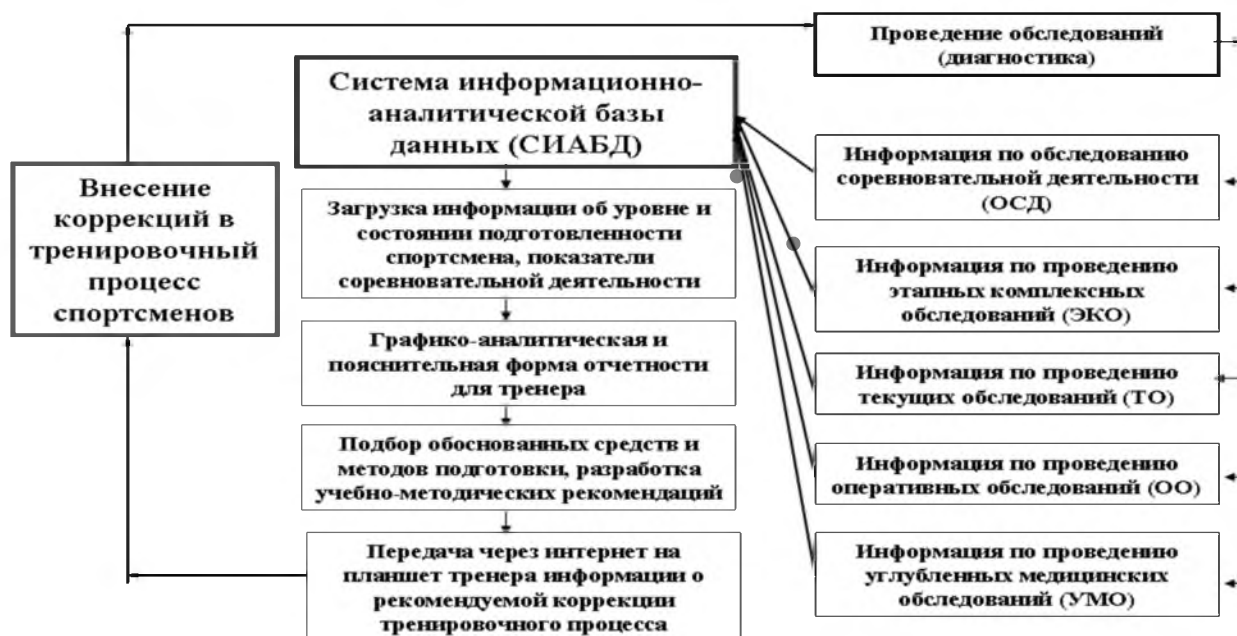 Проведение обследований
(диагностика)
Система информационно-
аналитической базы
данных (СИАБД)
Информация по обследованию
соревновательной деятельности
(ОСД)
Внесение
коррекций в
тренировочный
процесс
спортсменов
Загрузка информации об уровне и
состоянии подготовленности
спортсмена, показатели
соревновательной деятельности
Информация по проведению
этапных комплексных
обследований (ЭКО)
Графико-аналитическая и
пояснительная форма отчетности
для тренера
Информация по проведению
текущих обследований (ТО)
Подбор обоснованных средств и
методов подготовки, разработка
учебно-методических рекомендаций
Информация по проведению
оперативных обследований (ОО)
Передача через интернет на
планшет тренера информации о
рекомендуемой коррекции
тренировочного процесса
Информация по проведению
углубленных медицинских
обследований (УМО)